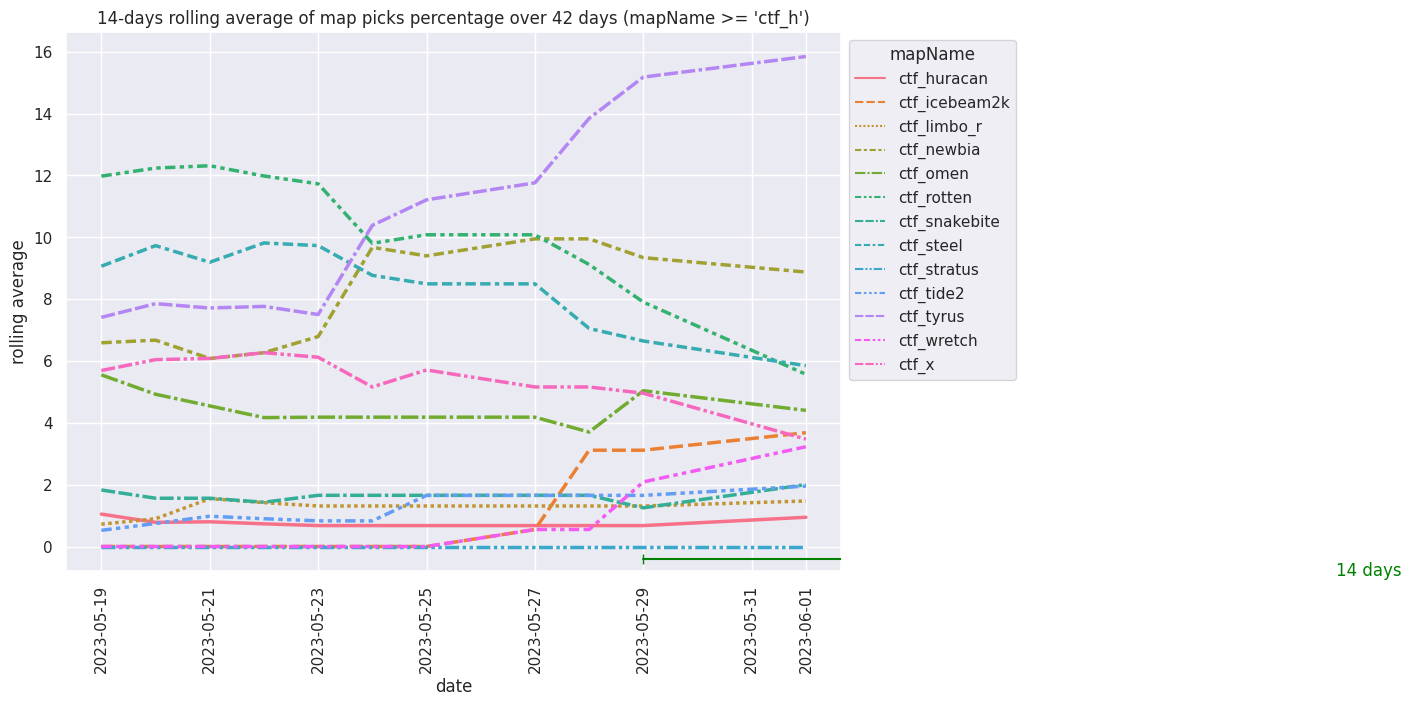 14-days rolling average of map picks percentage over 42 days (mapName >= 'ctf_h')
rolling average
16
14
12
10
8
6
4
2
0
2023-05-19
2023-05-21
2023-05-23
2023-05-25
2023-05-27
2023-05-29
2023-05-31
2023-06-01
date
mapName
ctf_huracan
ctf_icebeam2k
ctf_limbo_r
ctf_newbia
ctf_omen
ctf_rotten
ctf_snakebite
ctf_steel
ctf_stratus
ctf_tide2
ctf_tyrus
ctf_wretch
ctf_x
14 days